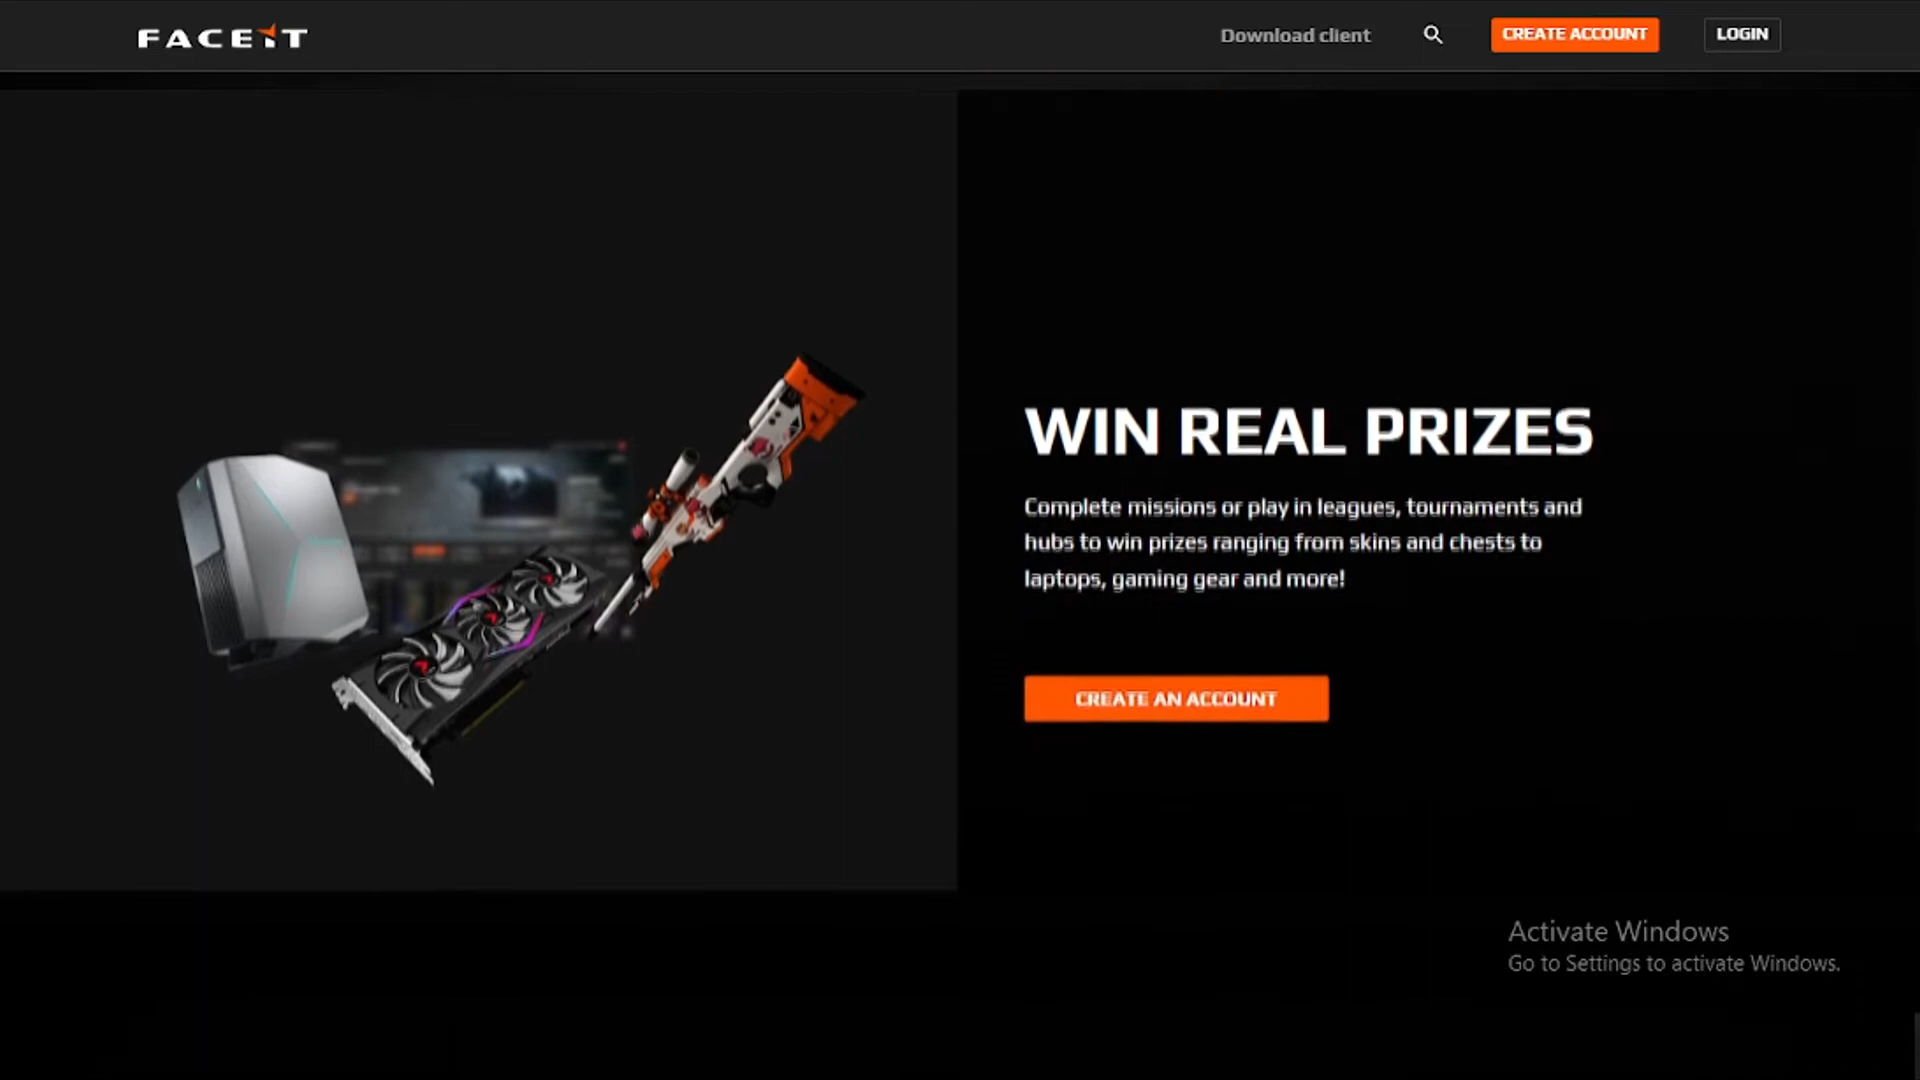 FACEIT
Download client
CREATE ACCOUNT
LOGIN
WIN REAL PRIZES
Complete missions or play in leagues, tournaments and
hubs to win prizes ranging from skins and chests to
laptops, gaming gear and more!
CREATE AN ACCOUNT
Activate Windows
Go to Settings to activate Windows.